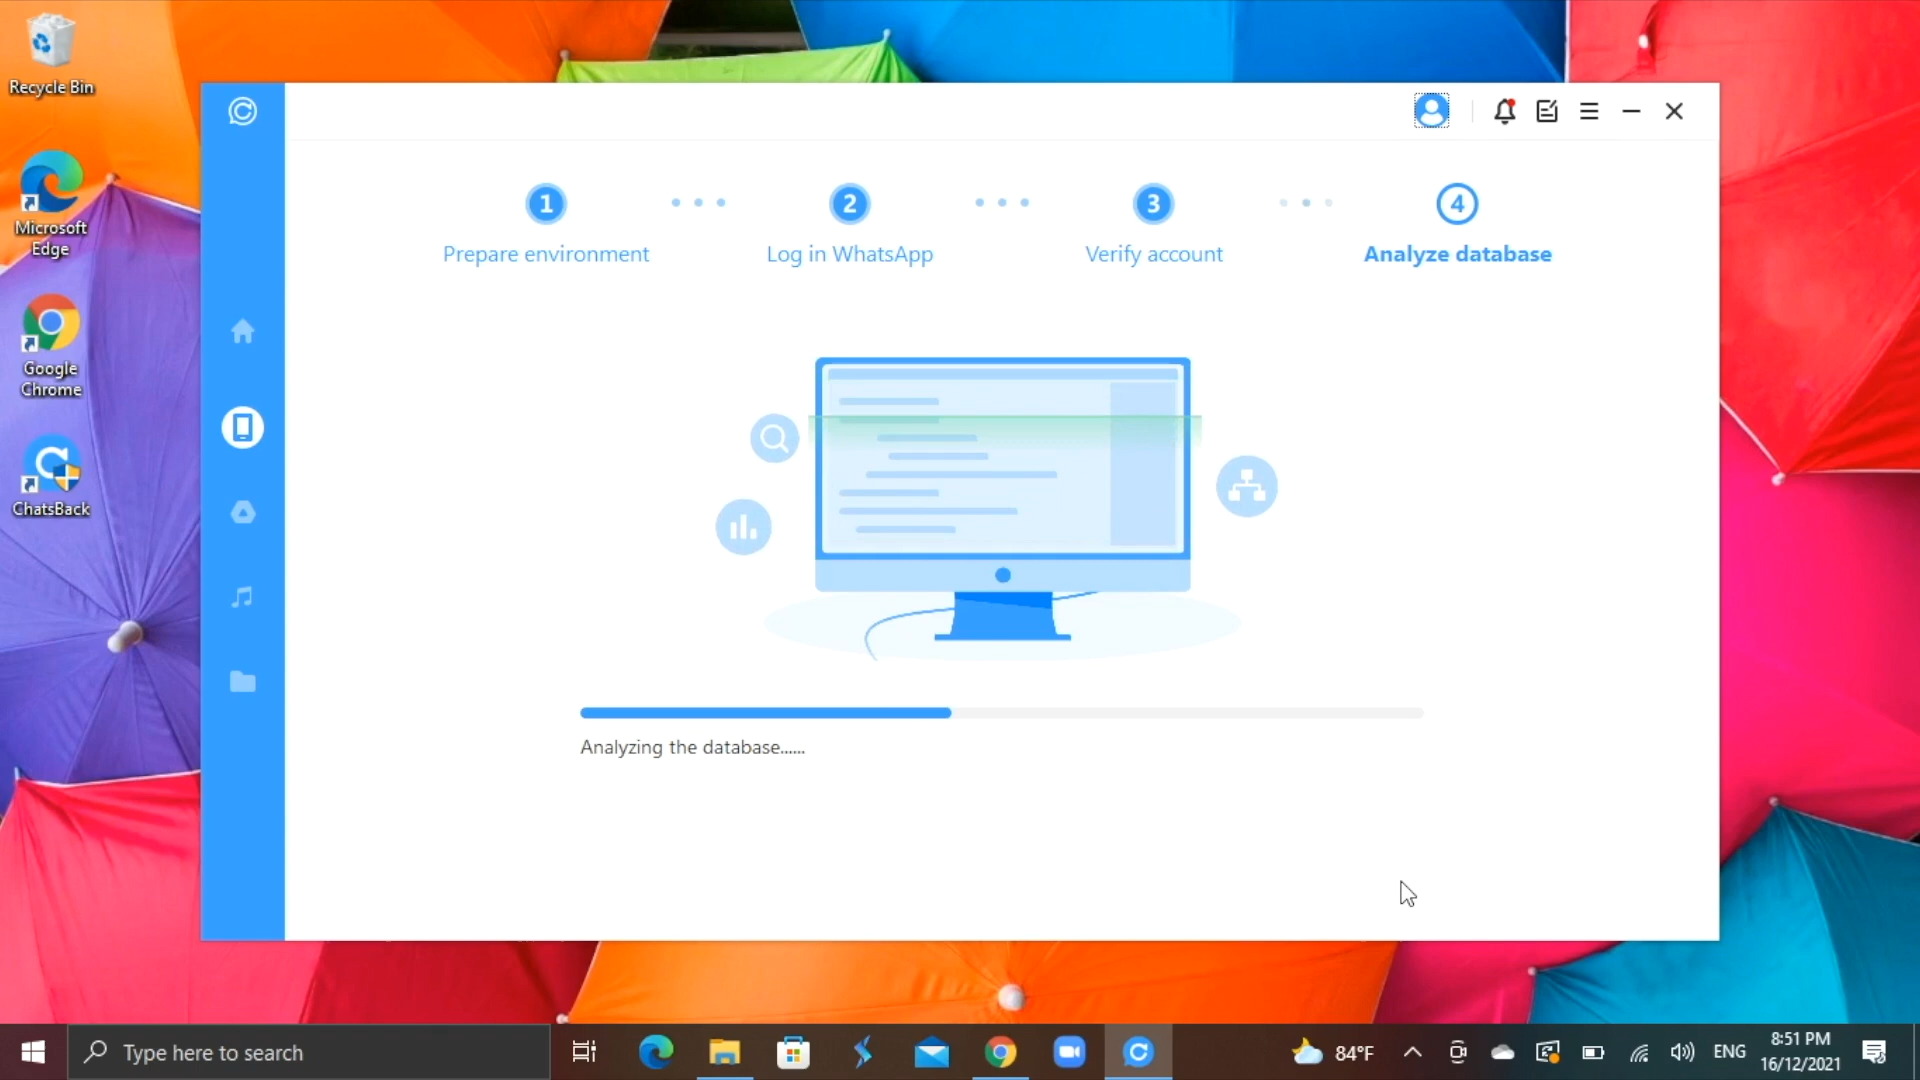 Recycle Bin
Microsoft
Edge
Google
Chrome
ChatsBack
1
2
3
4
Prepare environment
Log in WhatsApp
Verify account
Analyze database
Analyzing the database......
Type here to search
84°F
ENG
8:51 PM
16/12/2021